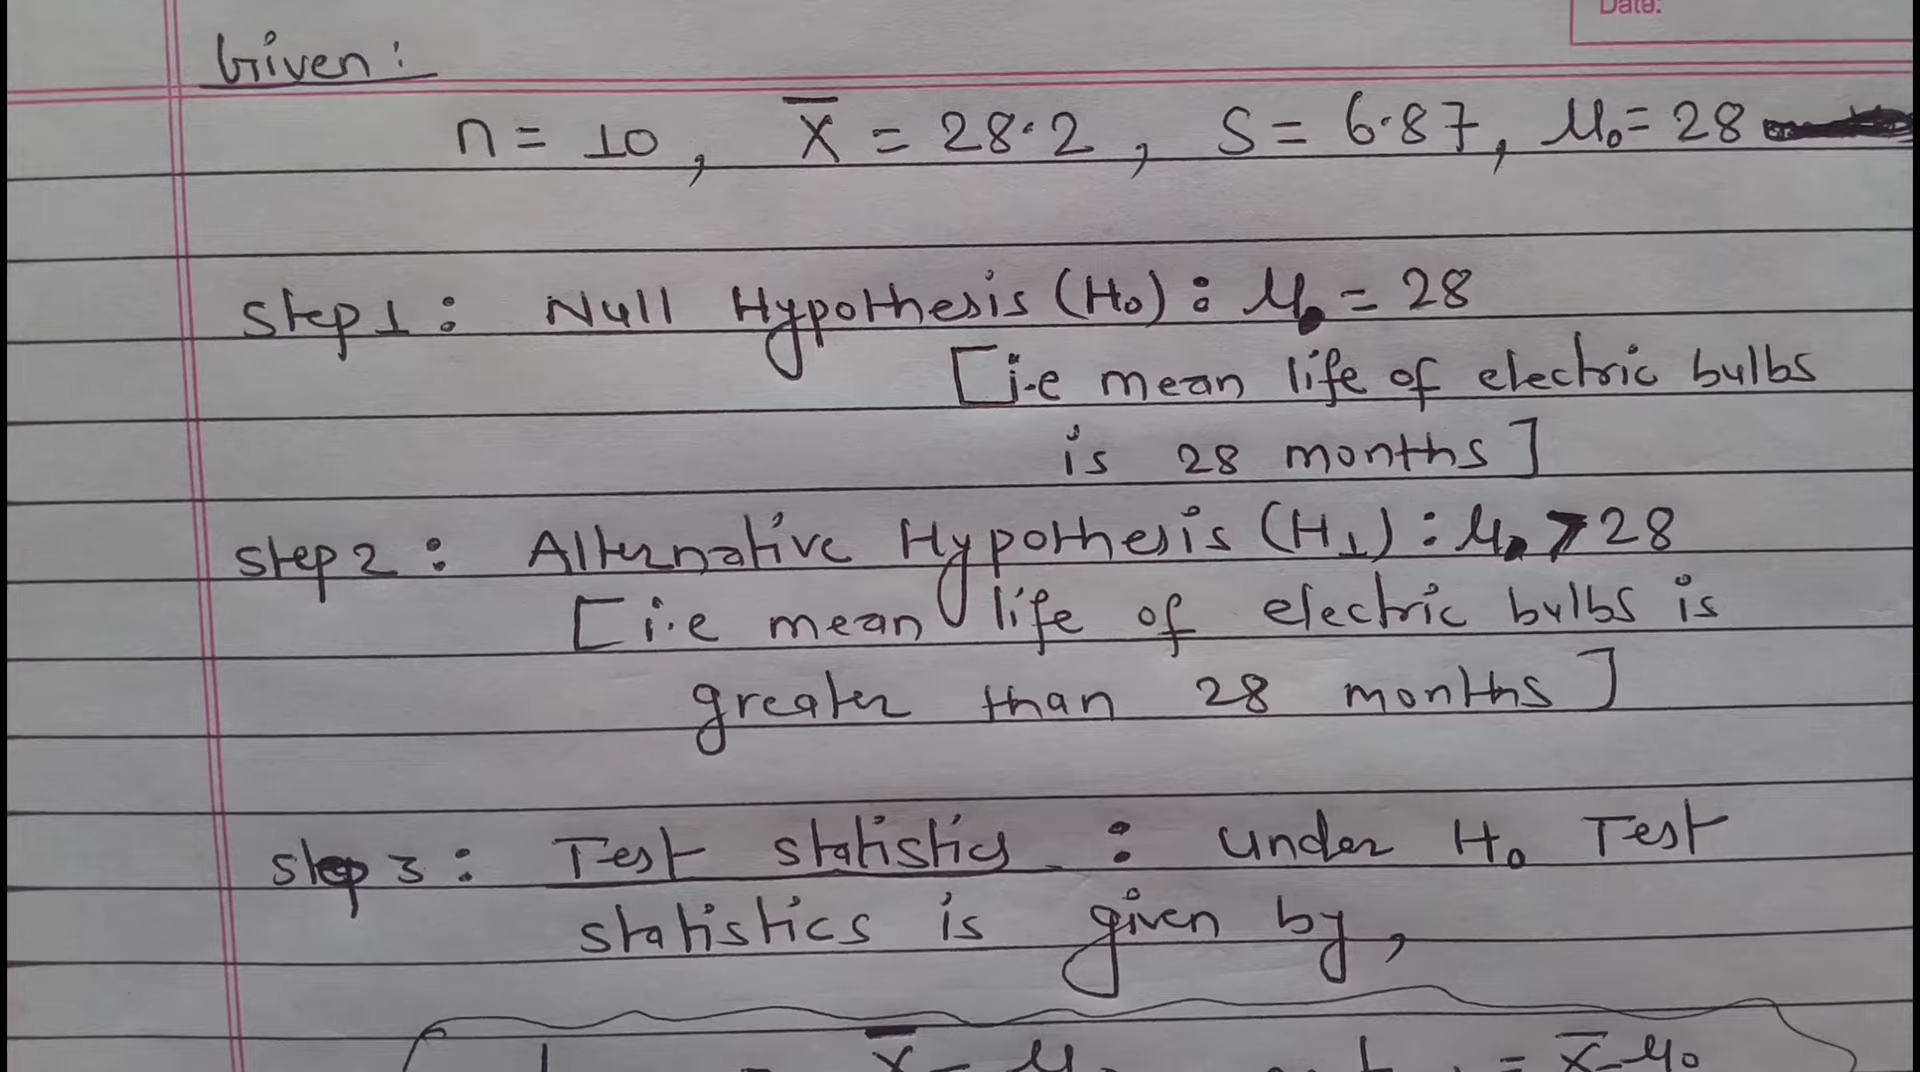 Date:
Given:
n = 10, X̄ = 28.2, S = 6.87, μ₀ = 28
Step 1: Null Hypothesis (H₀): μ = 28
[i.e mean life of electric bulbs
is 28 months]
Step 2: Alternative Hypothesis (H₁): μ > 28
[i.e mean life of electric bulbs is
greater than 28 months]
Step 3: Test statistics : under H₀ Test
statistics is given by,
= X̄ - μ = X̄ - μ₀